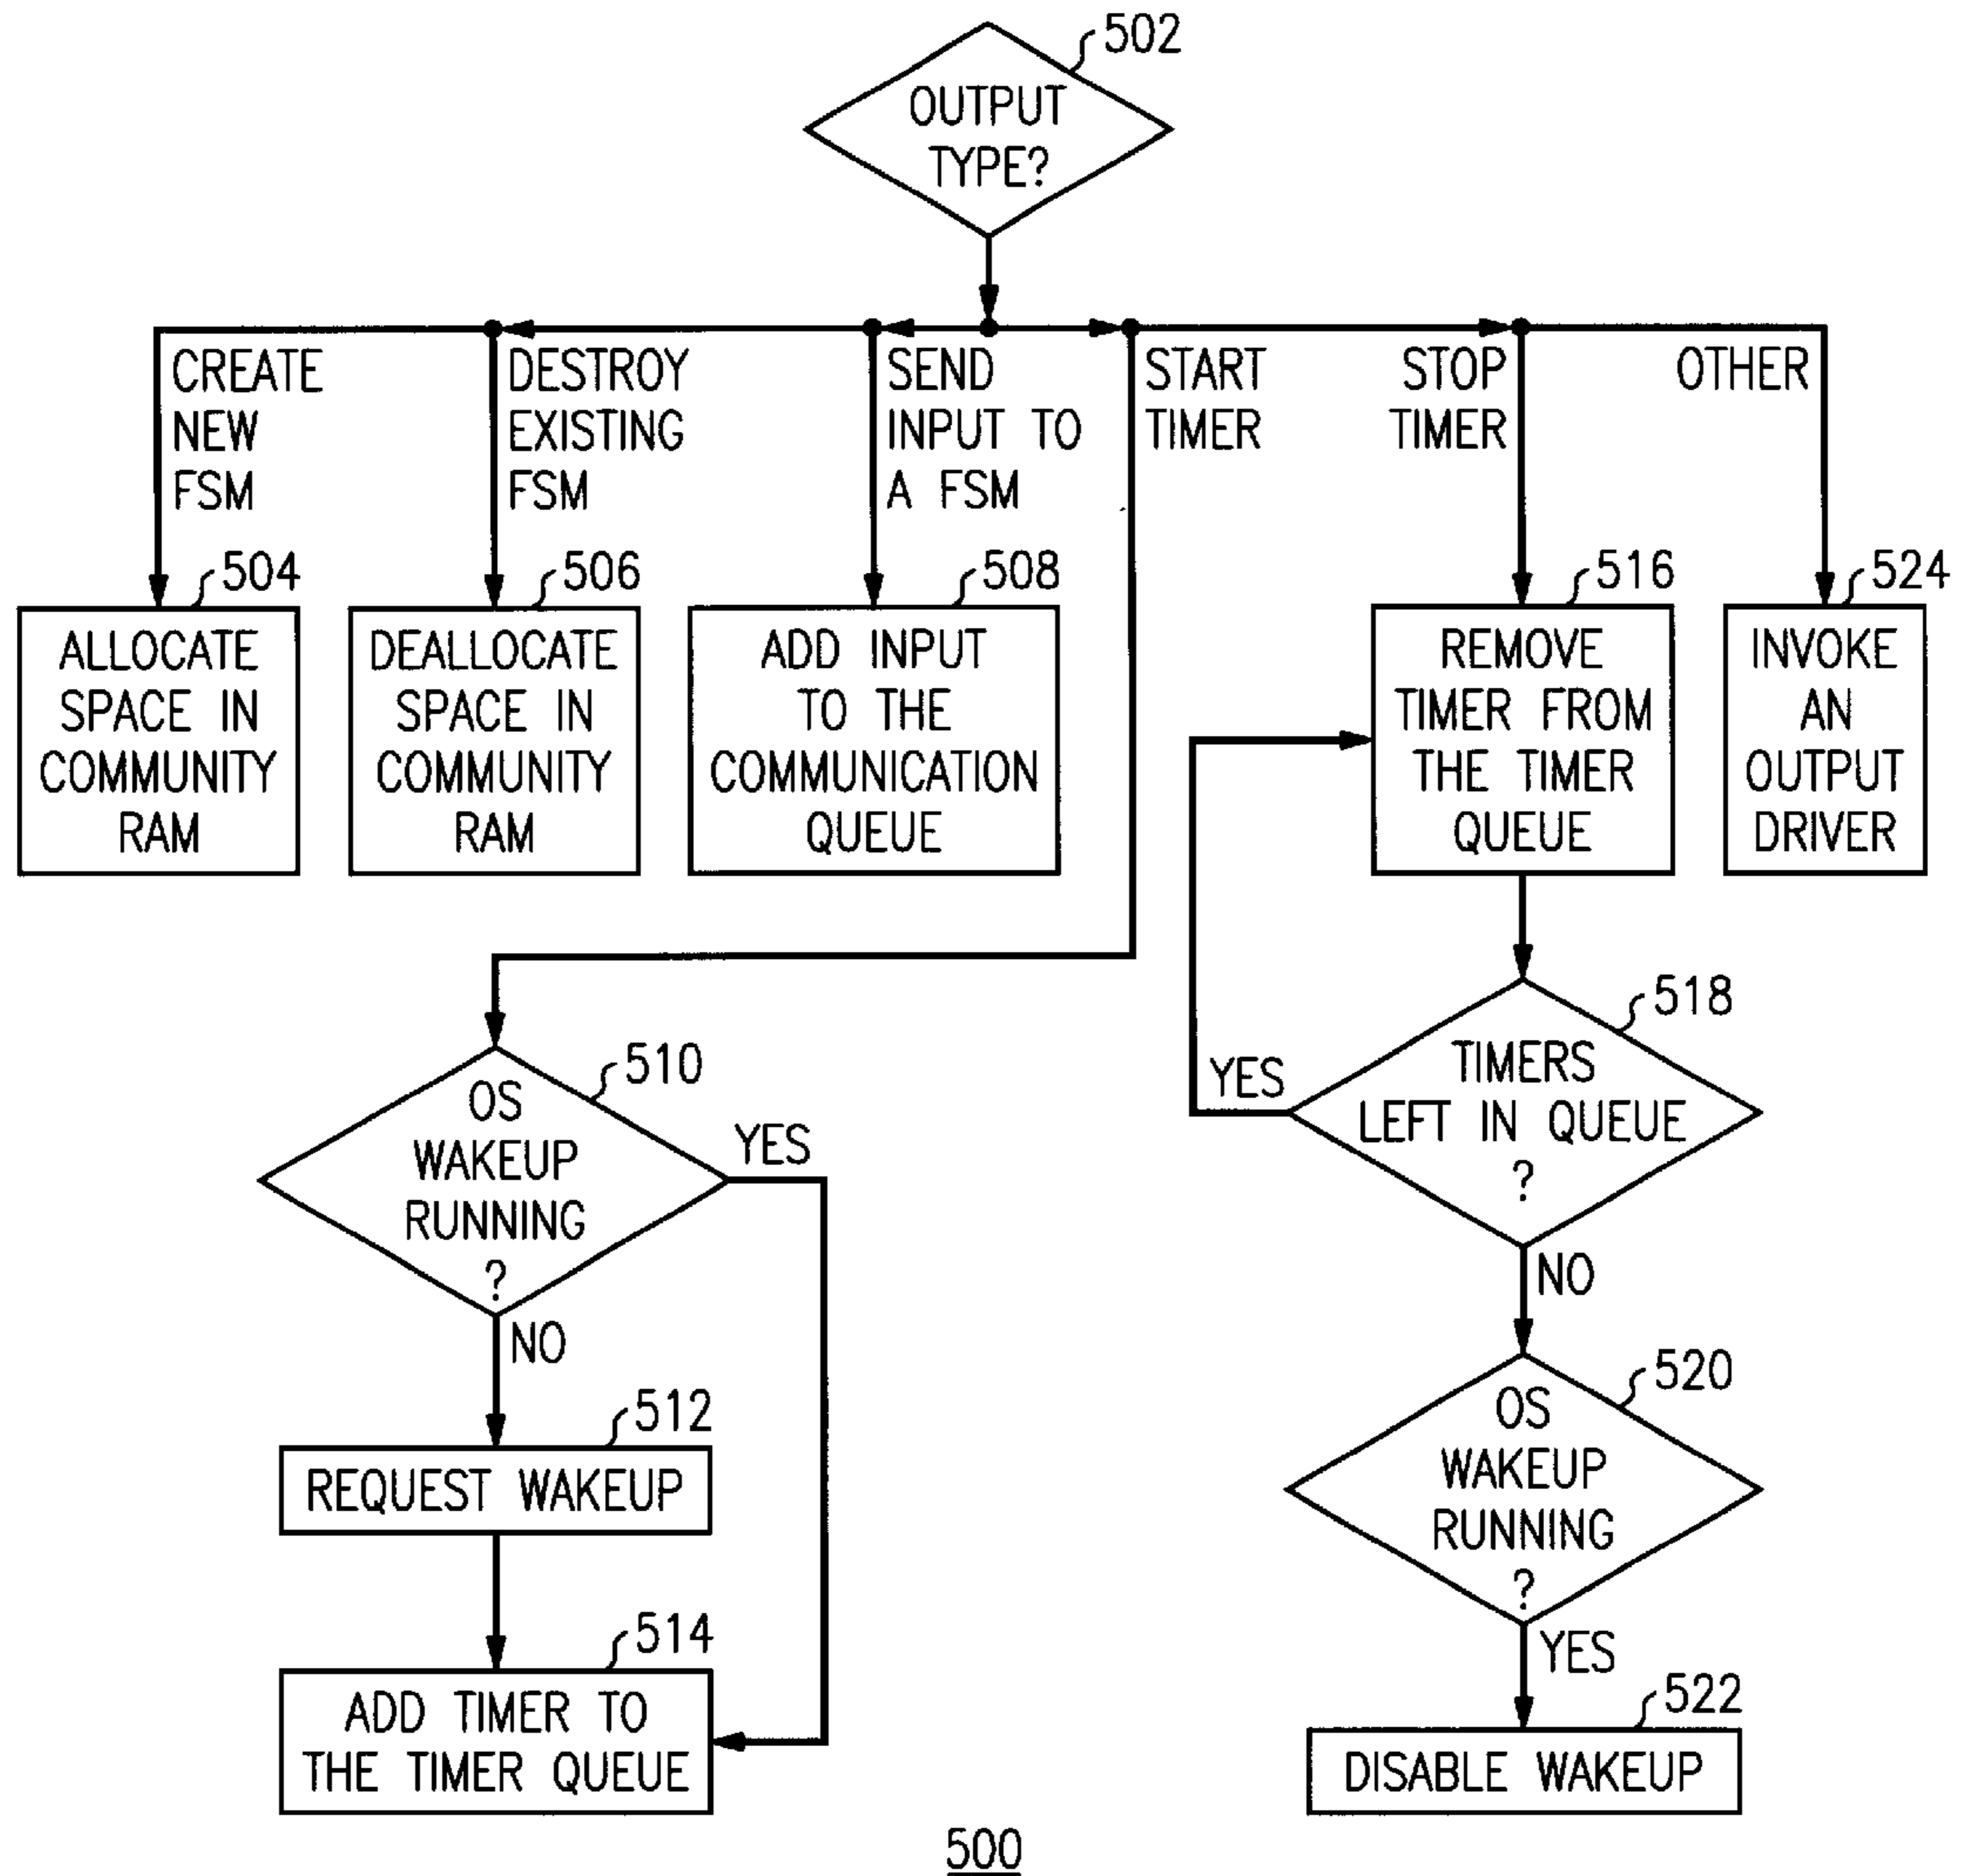 502
OUTPUT
TYPE?
CREATE
NEW
FSM
DESTROY
EXISTING
FSM
SEND
INPUT TO
A FSM
START
TIMER
STOP
TIMER
OTHER
504
ALLOCATE
SPACE IN
COMMUNITY
RAM
506
DEALLOCATE
SPACE IN
COMMUNITY
RAM
508
ADD INPUT
TO THE
COMMUNICATION
QUEUE
516
REMOVE
TIMER FROM
THE TIMER
QUEUE
524
INVOKE
AN
OUTPUT
DRIVER
510
OS
WAKEUP
RUNNING
?
YES
NO
512
REQUEST WAKEUP
514
ADD TIMER TO
THE TIMER QUEUE
518
TIMERS
LEFT IN QUEUE
?
YES
NO
520
OS
WAKEUP
RUNNING
?
YES
522
DISABLE WAKEUP
500